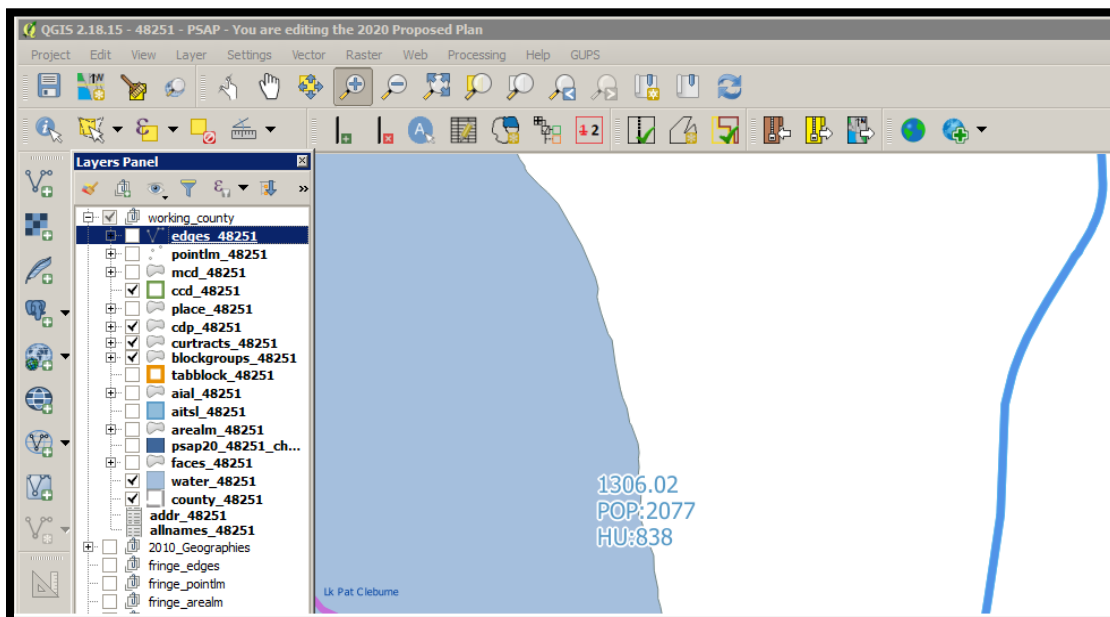 QGIS 2.18.15 - 48251 - PSAP - You are editing the 2020 Proposed Plan
Project Edit View Layer Settings Vector Raster Web Processing Help GUPS
Layers Panel
working_county
edges_48251
pointlm_48251
mcd_48251
ccd_48251
place_48251
cdp_48251
curtracts_48251
blockgroups_48251
tabblock_48251
aial_48251
aitsl_48251
arealm_48251
psap20_48251_ch...
faces_48251
water_48251
county_48251
addr_48251
allnames_48251
2010_Geographies
fringe_edges
fringe_pointlm
fringe_arealm
1306.02
POP:2077
HU:838
Lk Pat Cleburne